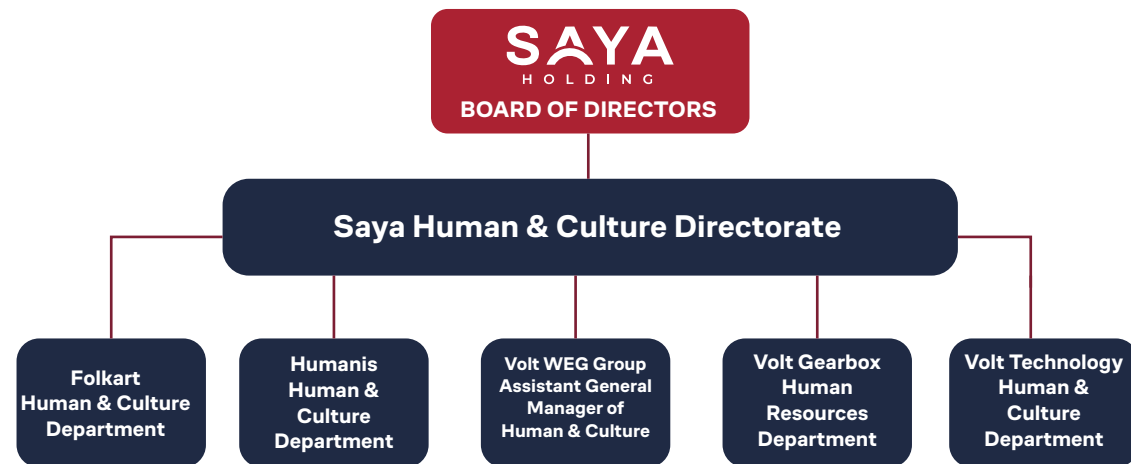 SAYA
HOLDING
BOARD OF DIRECTORS
Saya Human & Culture Directorate
Folkart
Human & Culture
Department
Humanis
Human &
Culture
Department
Volt WEG Group
Assistant General
Manager of
Human & Culture
Volt Gearbox
Human
Resources
Department
Volt Technology
Human &
Culture
Department